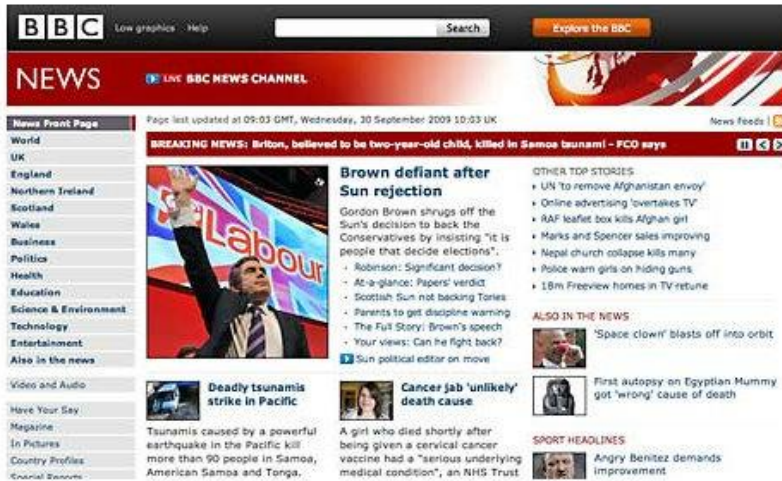 BBC Low graphics Help Search Explore the BBC
NEWS LIVE BBC NEWS CHANNEL
News Front Page
World
UK
England
Northern Ireland
Scotland
Wales
Business
Politics
Health
Education
Science & Environment
Technology
Entertainment
Also in the news
Video and Audio
Have Your Say
Magazine
In Pictures
Country Profiles
Special Reports
Page last updated at 09:03 GMT, Wednesday, 30 September 2009 10:03 UK
News Feeds
BREAKING NEWS: Briton, believed to be two-year-old child, killed in Samoa tsunami - FCO says
Labour
Brown defiant after
Sun rejection
Gordon Brown shrugs off the
Sun's decision to back the
Conservatives by insisting "it is
people that decide elections".
Robinson: Significant decision?
At-a-glance: Papers' verdict
Scottish Sun not backing Tories
Parents to get discipline warning
The Full Story: Brown's speech
Your views: Can he fight back?
Sun political editor on move
Deadly tsunamis
strike in Pacific
Tsunamis caused by a powerful
earthquake in the Pacific kill
more than 90 people in Samoa,
American Samoa and Tonga.
Cancer jab 'unlikely'
death cause
A girl who died shortly after
being given a cervical cancer
vaccine had a "serious underlying
medical condition", an NHS Trust
OTHER TOP STORIES
UN 'to remove Afghanistan envoy'
Online advertising 'overtakes TV'
RAF leaflet box kills Afghan girl
Marks and Spencer sales improving
Nepal church collapse kills many
Police warn girls on hiding guns
18m Freeview homes in TV retune
ALSO IN THE NEWS
'Space clown' blasts off into orbit
First autopsy on Egyptian Mummy
got 'wrong' cause of death
SPORT HEADLINES
Angry Benitez demands
improvement